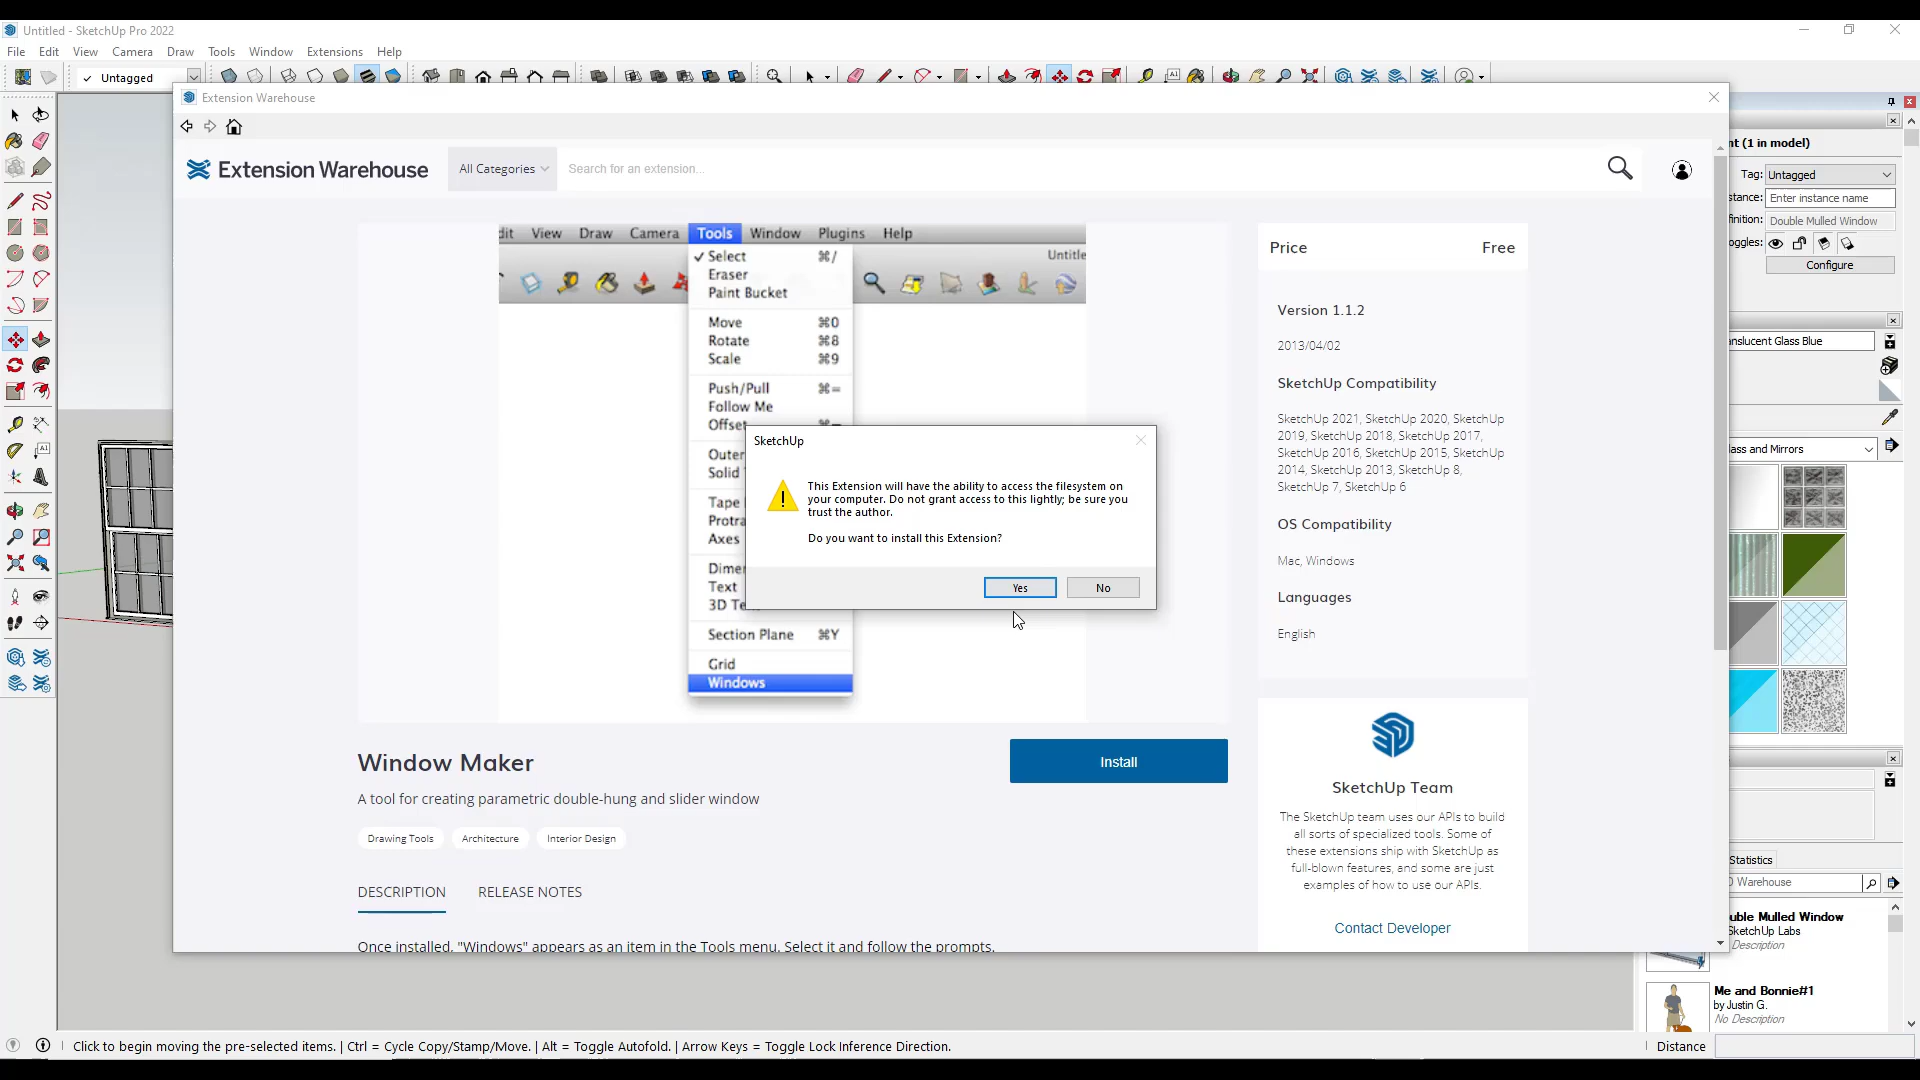 Untitled - SketchUp Pro 2022
File Edit View Camera Draw Tools Window Extensions Help
Untagged
Extension Warehouse
Extension Warehouse
All Categories
Search for an extension...
dit View Draw Camera Tools Window Plugins Help
Untitle
Select ⌘/
Eraser
Paint Bucket
Move ⌘0
Rotate ⌘8
Scale ⌘9
Push/Pull ⌘=
Follow Me
Offset
Outer
Solid
Tape
Protra
Axes
Dimen
Text
3D Te
Section Plane ⌘Y
Grid
Windows
SketchUp
This Extension will have the ability to access the filesystem on
your computer. Do not grant access to this lightly; be sure you
trust the author.
Do you want to install this Extension?
Yes
No
Window Maker
Install
A tool for creating parametric double-hung and slider window
Drawing Tools
Architecture
Interior Design
DESCRIPTION
RELEASE NOTES
Once installed, "Windows" appears as an item in the Tools menu. Select it and follow the prompts.
Price Free
Version 1.1.2
2013/04/02
SketchUp Compatibility
SketchUp 2021, SketchUp 2020, SketchUp
2019, SketchUp 2018, SketchUp 2017,
SketchUp 2016, SketchUp 2015, SketchUp
2014, SketchUp 2013, SketchUp 8,
SketchUp 7, SketchUp 6
OS Compatibility
Mac, Windows
Languages
English
SketchUp Team
The SketchUp team uses our APIs to build
all sorts of specialized tools. Some of
these extensions ship with SketchUp as
full-blown features, and some are just
examples of how to use our APIs.
Contact Developer
nt (1 in model)
Tag: Untagged
stance: Enter instance name
finition: Double Mulled Window
oggles:
Configure
anslucent Glass Blue
lass and Mirrors
Statistics
D Warehouse
uble Mulled Window
SketchUp Labs
Description
Me and Bonnie#1
by Justin G.
No Description
Click to begin moving the pre-selected items. | Ctrl = Cycle Copy/Stamp/Move. | Alt = Toggle Autofold. | Arrow Keys = Toggle Lock Inference Direction.
Distance